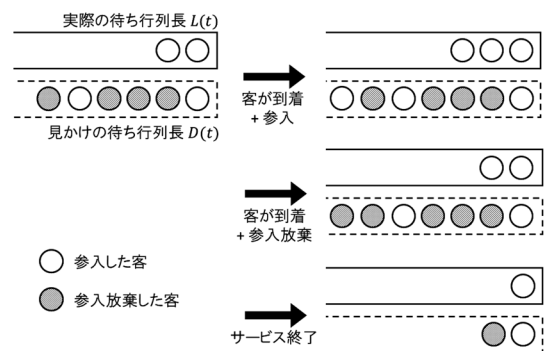 実際の待ち行列長 L(t)
見かけの待ち行列長 D(t)
客が到着
+ 参入
客が到着
+ 参入放棄
参入した客
参入放棄した客
サービス終了